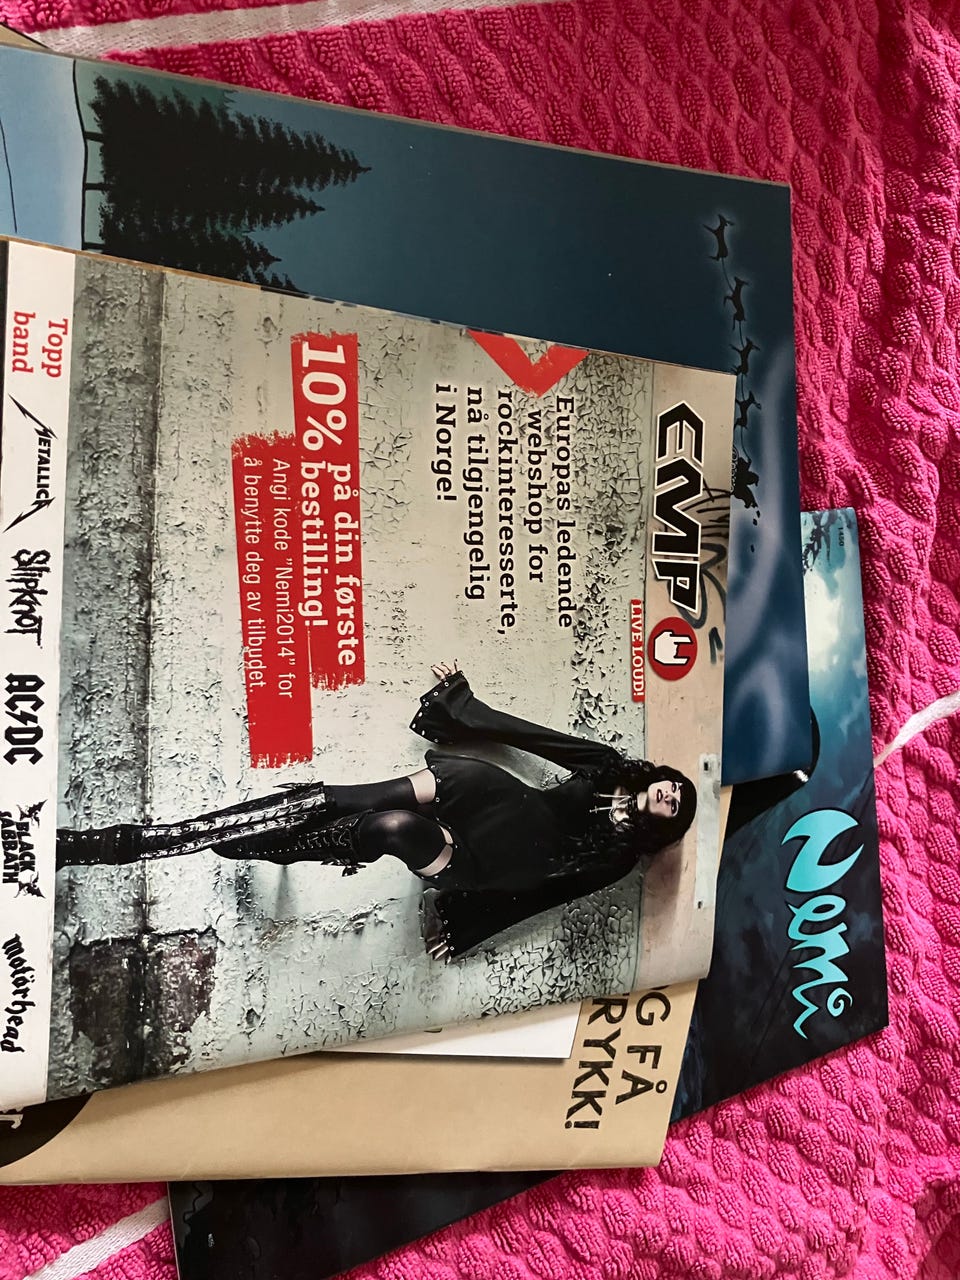 EMP
LIVE LOUD!
Europas ledende
webshop for
rockinteresserte,
nå tilgjengelig
i Norge!
10% på din første
bestilling!
Angi kode "Nemi2014" for
å benytte deg av tilbudet.
Topp
band
METALLICA
SLIPKNOT
AC DC
BLACK
SABBATH
motörhead
Nemi
G FÅ
RYKK!